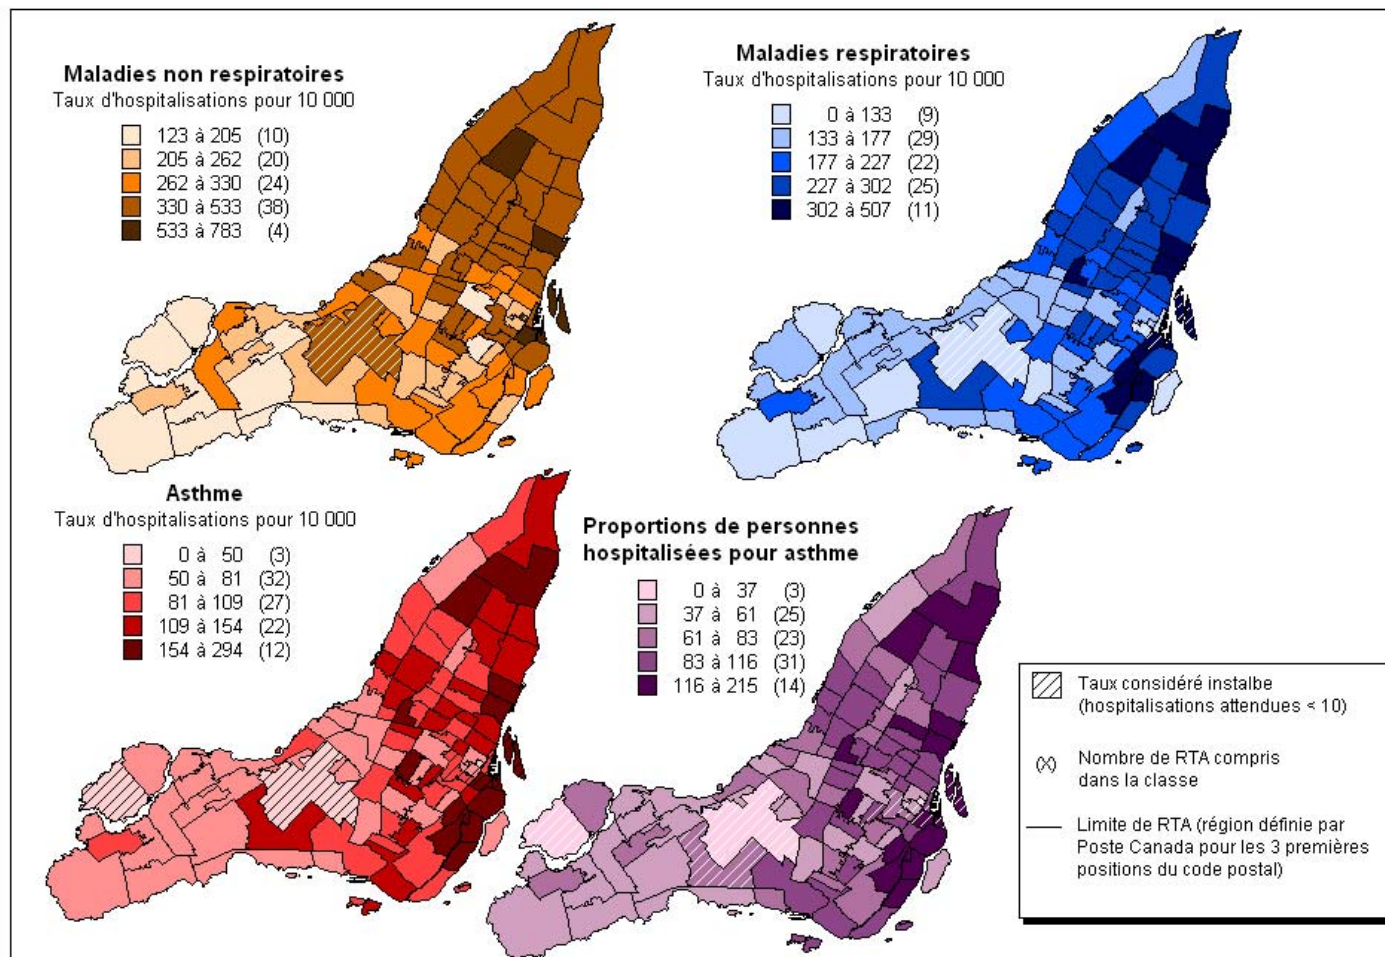 Maladies non respiratoires
Taux d'hospitalisations pour 10 000
123 à 205 (10)
205 à 262 (20)
262 à 330 (24)
330 à 533 (38)
533 à 783 (4)
Maladies respiratoires
Taux d'hospitalisations pour 10 000
0 à 133 (9)
133 à 177 (29)
177 à 227 (22)
227 à 302 (25)
302 à 507 (11)
Asthme
Taux d'hospitalisations pour 10 000
0 à 50 (3)
50 à 81 (32)
81 à 109 (27)
109 à 154 (22)
154 à 294 (12)
Proportions de personnes
hospitalisées pour asthme
0 à 37 (3)
37 à 61 (25)
61 à 83 (23)
83 à 116 (31)
116 à 215 (14)
Taux considéré instalbe
(hospitalisations attendues < 10)
(x) Nombre de RTA compris
dans la classe
Limite de RTA (région définie par
Poste Canada pour les 3 premières
positions du code postal)